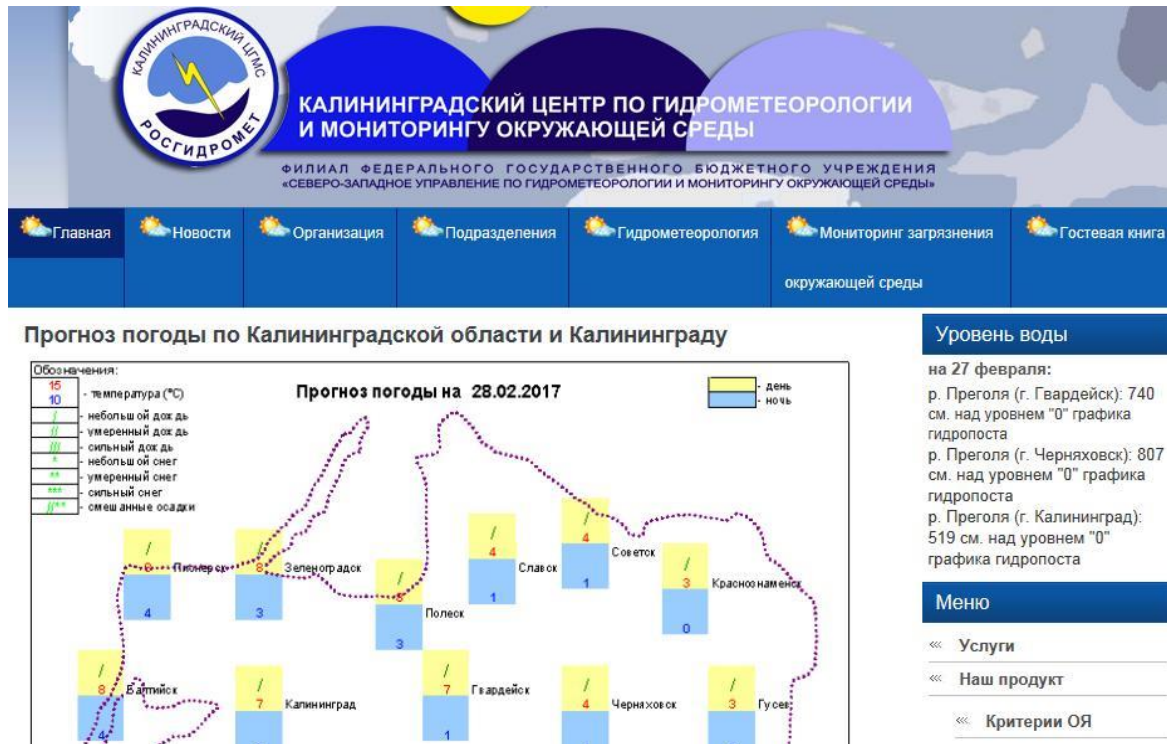 КАЛИНИНГРАДСКИЙ ЦГМС
РОСГИДРОМЕТ
КАЛИНИНГРАДСКИЙ ЦЕНТР ПО ГИДРОМЕТЕОРОЛОГИИ
И МОНИТОРИНГУ ОКРУЖАЮЩЕЙ СРЕДЫ
ФИЛИАЛ ФЕДЕРАЛЬНОГО ГОСУДАРСТВЕННОГО БЮДЖЕТНОГО УЧРЕЖДЕНИЯ
«СЕВЕРО-ЗАПАДНОЕ УПРАВЛЕНИЕ ПО ГИДРОМЕТЕОРОЛОГИИ И МОНИТОРИНГУ ОКРУЖАЮЩЕЙ СРЕДЫ»
Главная
Новости
Организация
Подразделения
Гидрометеорология
Мониторинг загрязнения
окружающей среды
Гостевая книга
Прогноз погоды по Калининградской области и Калининграду
Обозначения:
15
10 - температура (°C)
/ - небольшой дождь
// - умеренный дождь
/// - сильный дождь
* - небольшой снег
** - умеренный снег
*** - сильный снег
//** - смешанные осадки
Прогноз погоды на 28.02.2017
- день
- ночь
/
4 Советск
1
/
4 Славск
1
/
Пионерск
4
/
8 Зеленоградск
3
/
3 Краснознаменск
0
/
Полеск
3
/
8 Балтийск
4
/
7 Калининград
/
7 Гвардейск
1
/
4 Черняховск
/
3 Гусев
Уровень воды
на 27 февраля:
р. Преголя (г. Гвардейск): 740
см. над уровнем "0" графика
гидропоста
р. Преголя (г. Черняховск): 807
см. над уровнем "0" графика
гидропоста
р. Преголя (г. Калининград):
519 см. над уровнем "0"
графика гидропоста
Меню
Услуги
Наш продукт
Критерии ОЯ